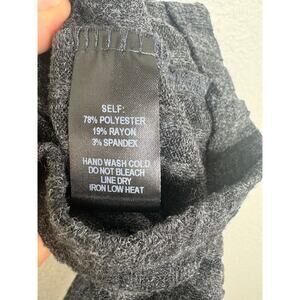 SELF:
78% POLYESTER
19% RAYON
3% SPANDEX
HAND WASH COLD
DO NOT BLEACH
LINE DRY
IRON LOW HEAT